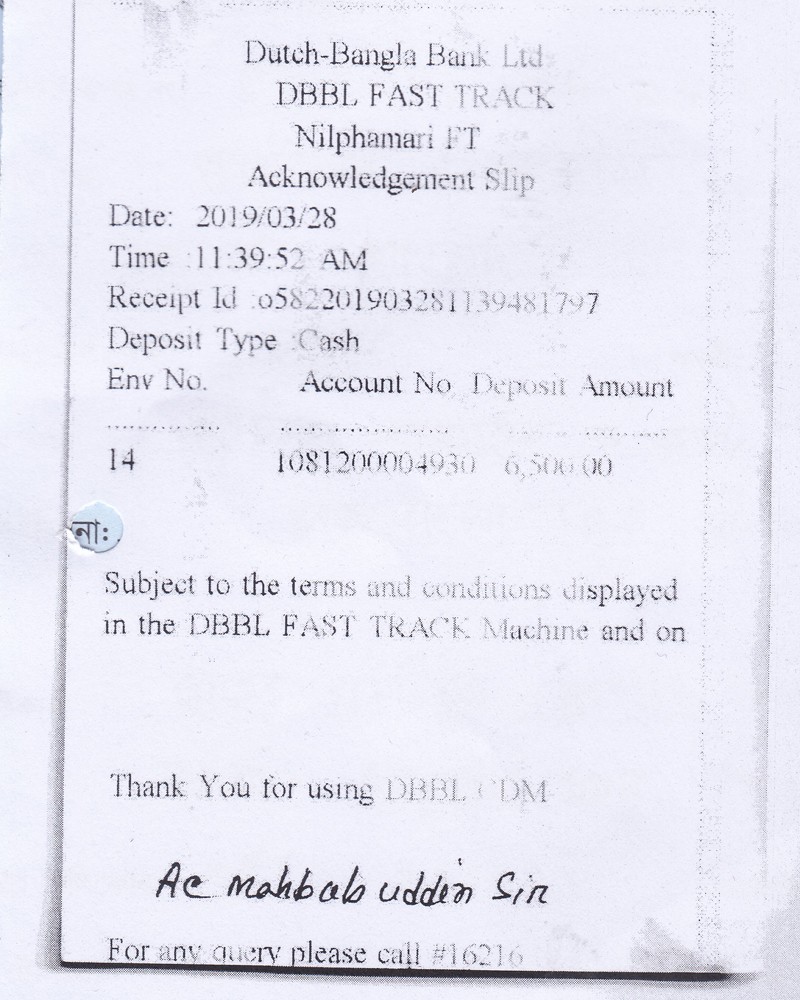 Dutch-Bangla Bank Ltd
DBBL FAST TRACK
Nilphamari FT
Acknowledgement Slip
Date: 2019/03/28
Time :11:39:52 AM
Receipt Id :o582201903281139481797
Deposit Type :Cash
Env No. Account No Deposit Amount
14 1081200004930 6,500.00
না:
Subject to the terms and conditions displayed
in the DBBL FAST TRACK Machine and on
Thank You for using DBBL CDM
Ac Mahbab uddin Sir
For any query please call #16216